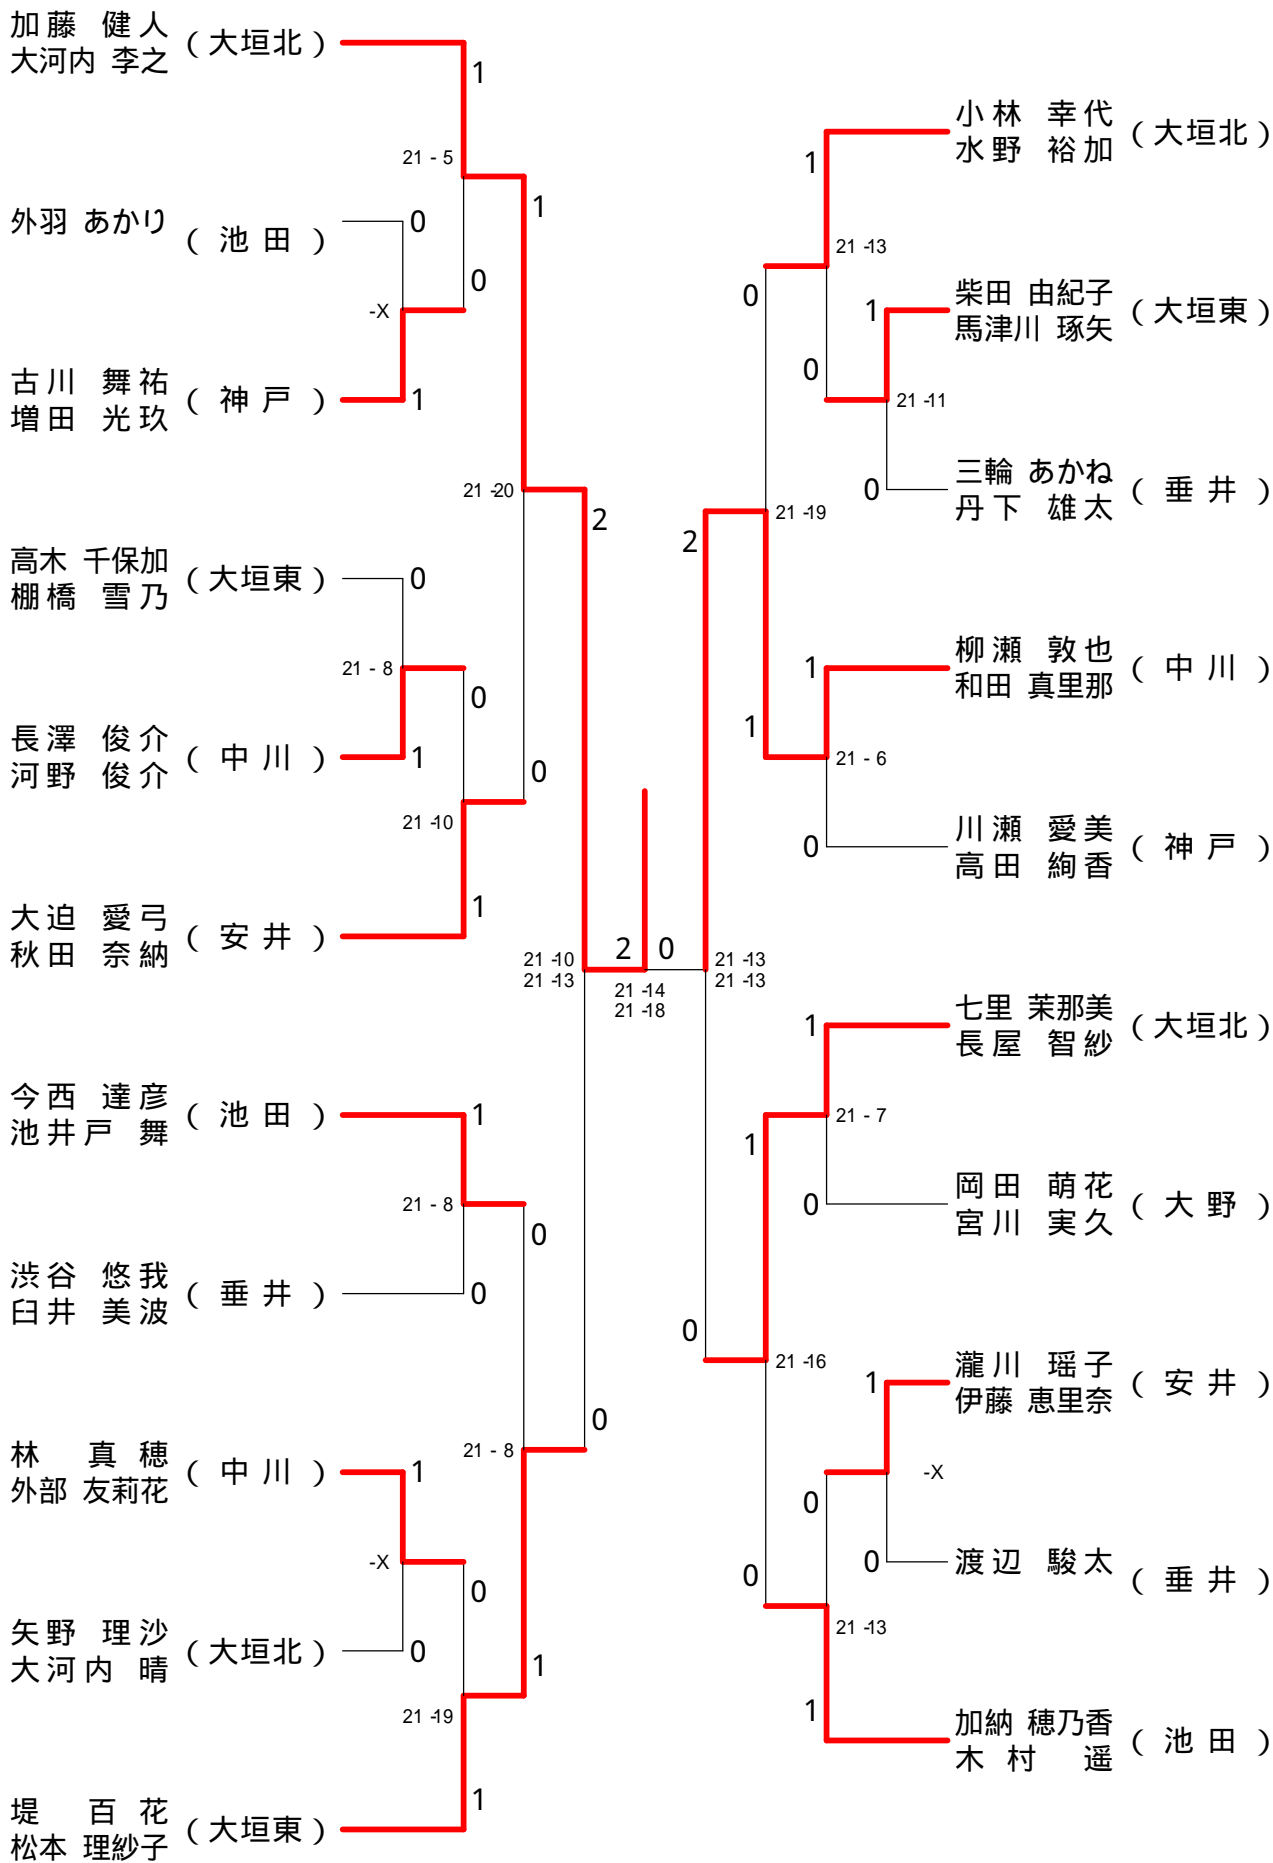 加藤 健人
大河内 李之
(大垣北)
1
21 - 5
外羽 あかり
(池田)
0
0
-X
古川 舞祐
増田 光玖
(神戸)
1
1
21 -20
高木 千保加
棚橋 雪乃
(大垣東)
0
21 - 8
0
長澤 俊介
河野 俊介
(中川)
1
0
21 -10
大迫 愛弓
秋田 奈納
(安井)
1
2
21 -10
21 -13
今西 達彦
池井戸 舞
(池田)
1
21 - 8
0
渋谷 悠我
臼井 美波
(垂井)
0
0
21 - 8
林 真穂
外部 友莉花
(中川)
1
-X
0
矢野 理沙
大河内 晴
(大垣北)
0
1
21 -19
堤 百花
松本 理紗子
(大垣東)
1
2 0
21 -14
21 -18
小林 幸代
水野 裕加
(大垣北)
1
21 -13
0
柴田 由紀子
馬津川 琢矢
(大垣東)
1
0
21 -11
三輪 あかね
丹下 雄太
(垂井)
0
21 -19
2
柳瀬 敦也
和田 真里那
(中川)
1
1
21 - 6
川瀬 愛美
高田 絢香
(神戸)
0
21 -13
21 -13
七里 茉那美
長屋 智紗
(大垣北)
1
21 - 7
1
岡田 萌花
宮川 実久
(大野)
0
0
21 -16
瀧川 瑶子
伊藤 恵里奈
(安井)
1
-X
0
渡辺 駿太
(垂井)
0
0
21 -13
加納 穂乃香
木村 遥
(池田)
1